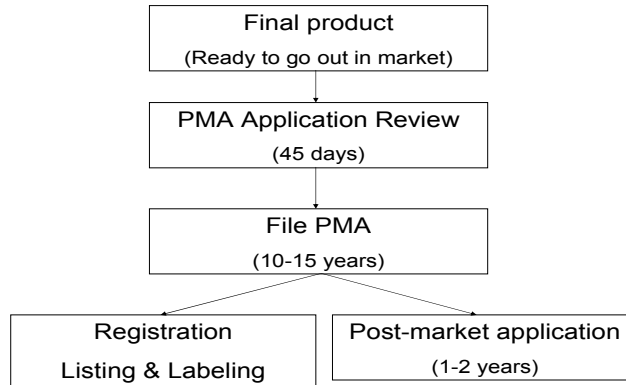 Final product
(Ready to go out in market)
PMA Application Review
(45 days)
File PMA
(10-15 years)
Registration
Listing & Labeling
Post-market application
(1-2 years)